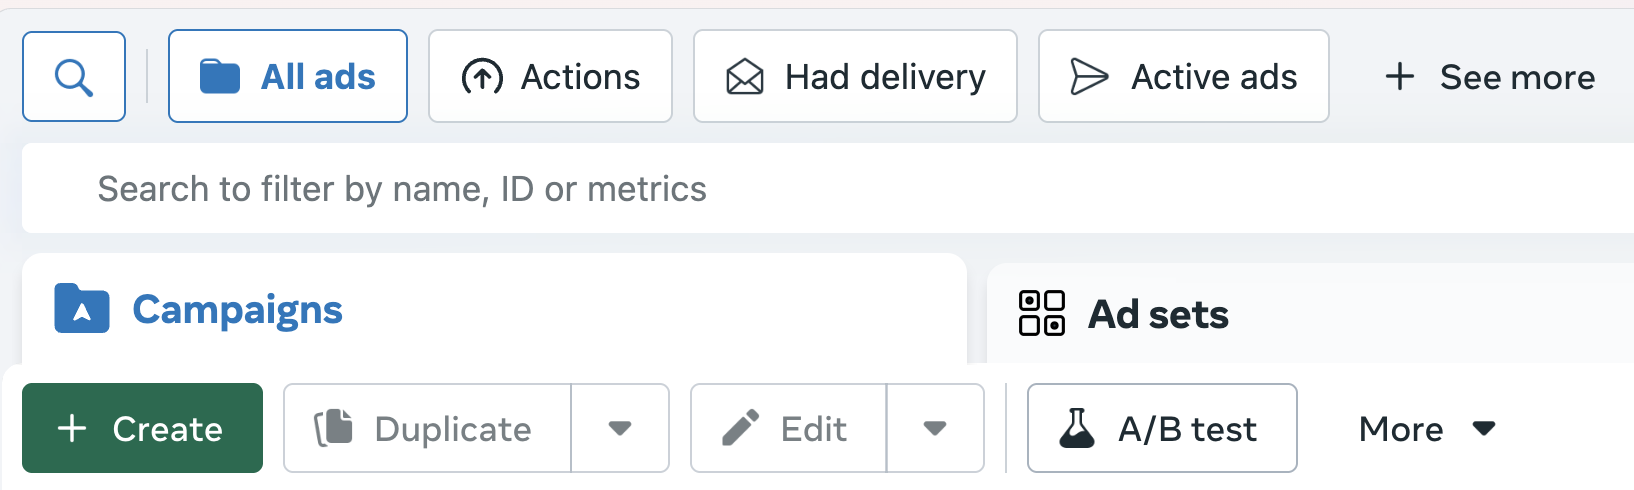 All ads Actions Had delivery Active ads + See more
Search to filter by name, ID or metrics
Campaigns Ad sets
+ Create Duplicate Edit A/B test More